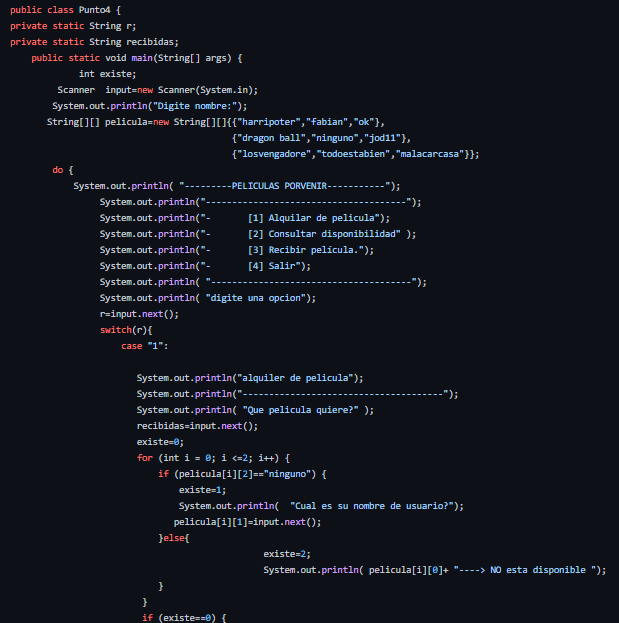 public class Punto4 {
private static String r;
private static String recibidas;
public static void main(String[] args) {
int existe;
Scanner  input=new Scanner(System.in);
System.out.println("Digite nombre:");
String[][] pelicula=new String[][]{{"harripoter","fabian","ok"},
{"dragon ball","ninguno","jod11"},
{"losvengadore","todoestabien","malacarcasa"}};
do {
System.out.println( "---------PELICULAS PORVENIR-----------");
System.out.println("--------------------------------------");
System.out.println("-       [1] Alquilar de pelicula");
System.out.println("-       [2] Consultar disponibilidad" );
System.out.println("-       [3] Recibir película.");
System.out.println("-       [4] Salir");
System.out.println( "--------------------------------------");
System.out.println( "digite una opcion");
r=input.next();
switch(r){
case "1":
System.out.println("alquiler de pelicula");
System.out.println("--------------------------------------");
System.out.println( "Que pelicula quiere?" );
recibidas=input.next();
existe=0;
for (int i = 0; i <=2; i++) {
if (pelicula[i][2]=="ninguno") {
existe=1;
System.out.println(  "Cual es su nombre de usuario?");
pelicula[i][1]=input.next();
}else{
existe=2;
System.out.println( pelicula[i][0]+ "----> NO esta disponible ");
}
}
if (existe==0) {